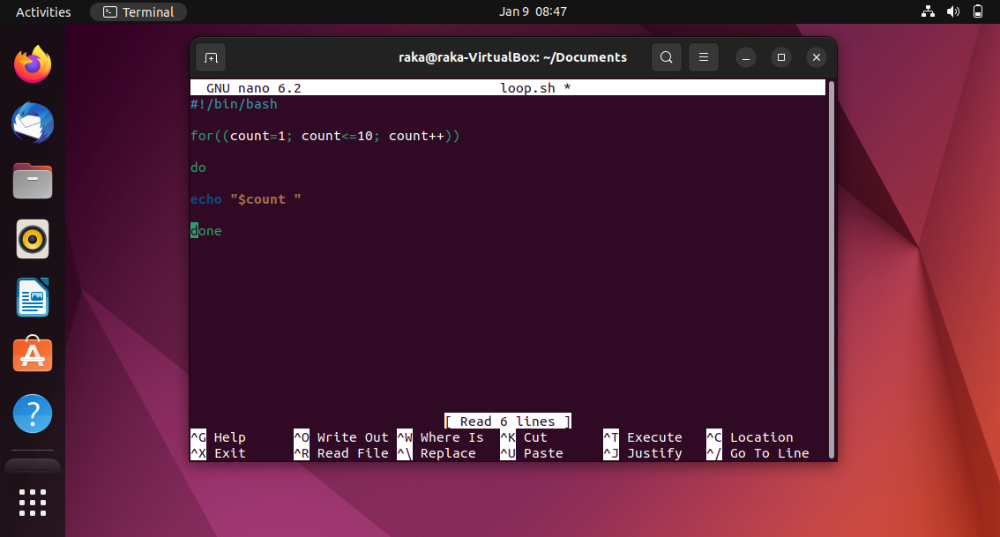 Activities Terminal Jan 9 08:47
raka@raka-VirtualBox: ~/Documents
GNU nano 6.2 loop.sh *
#!/bin/bash
for((count=1; count<=10; count++))
do
echo "$count "
done
[ Read 6 lines ]
^G Help ^O Write Out ^W Where Is ^K Cut ^T Execute ^C Location
^X Exit ^R Read File ^\ Replace ^U Paste ^J Justify ^/ Go To Line